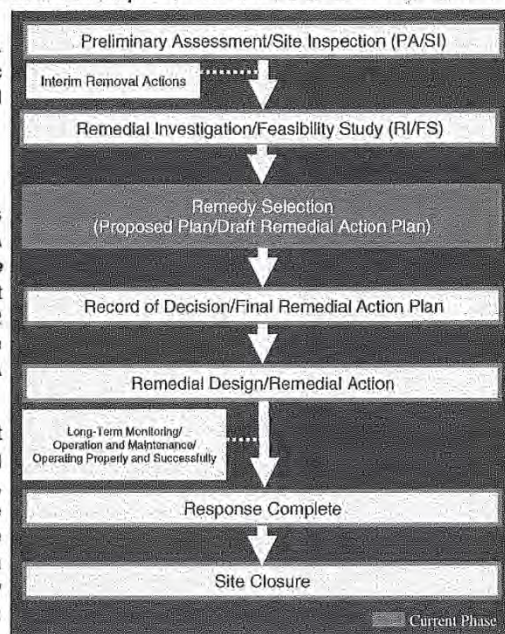 Preliminary Assessment/Site Inspection (PA/SI)
Interim Removal Actions
Remedial Investigation/Feasibility Study (RI/FS)
Remedy Selection
(Proposed Plan/Draft Remedial Action Plan)
Record of Decision/Final Remedial Action Plan
Remedial Design/Remedial Action
Long-Term Monitoring/
Operation and Maintenance/
Operating Properly and Successfully
Response Complete
Site Closure
Current Phase